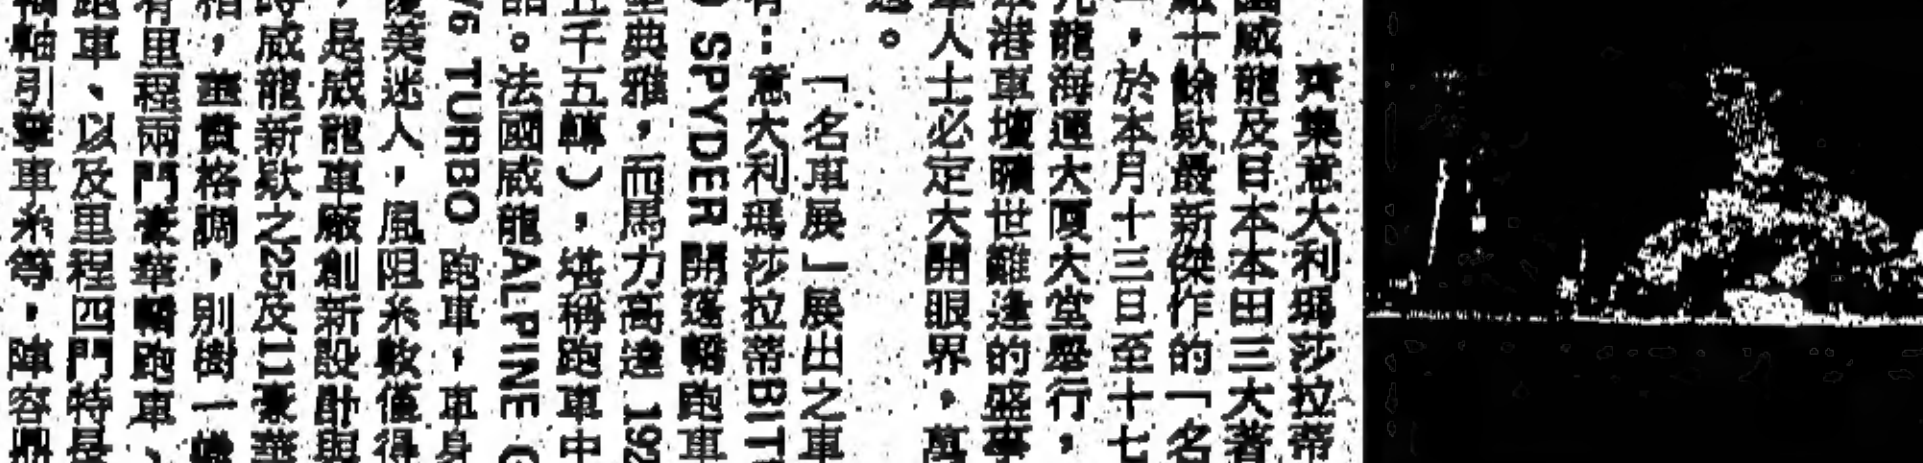 齊集意大利瑪莎拉蒂
國威龍及日本本田三大著
最十餘款最新傑作的「名
，於本月十三日至十七
九龍海運大廈大堂舉行，
港車壇曠世難逢的盛事
人士必定大開眼界，萬
過。
「名車展」展出之車
有：意大利瑪莎拉蒂BIT
SPYDER 開篷轎跑車
典雅，而馬力高達 192
五千五轉），堪稱跑車中
品。法國威龍ALPINE G
V6 TURBO 跑車，車身
優美迷人，風阻系數僅得
，是威龍車廠創新設計與
威龍新款之25及11豪華
相，並貫格調，別樹一幟
有里程兩門豪華轎跑車、
跑車、以及里程四門特長
軸引擎車系等，陣容鼎